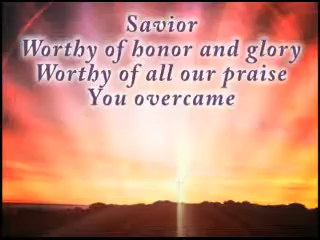 Savior
Worthy of honor and glory
Worthy of all our praise
You overcame